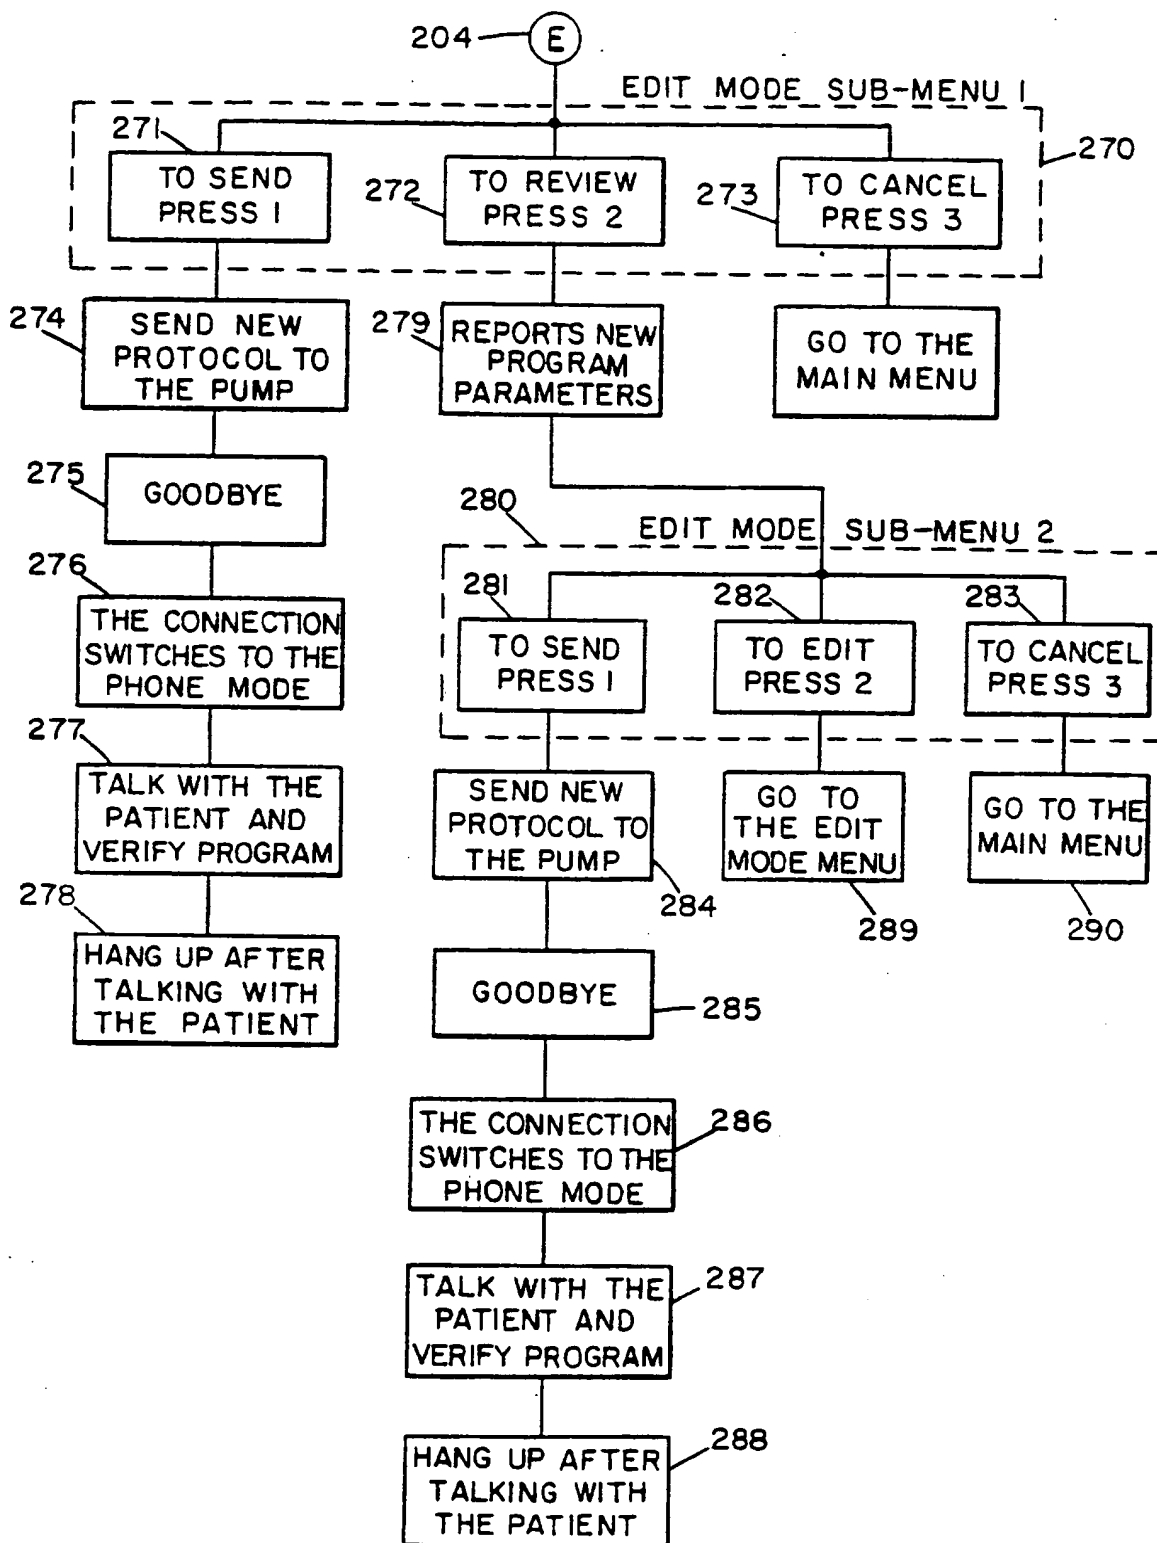 204
E
EDIT MODE SUB-MENU 1
270
271
TO SEND
PRESS 1
272
TO REVIEW
PRESS 2
273
TO CANCEL
PRESS 3
274
SEND NEW
PROTOCOL TO
THE PUMP
279
REPORTS NEW
PROGRAM
PARAMETERS
GO TO THE
MAIN MENU
275
GOODBYE
280
EDIT MODE SUB-MENU 2
276
THE CONNECTION
SWITCHES TO THE
PHONE MODE
281
TO SEND
PRESS 1
282
TO EDIT
PRESS 2
283
TO CANCEL
PRESS 3
277
TALK WITH THE
PATIENT AND
VERIFY PROGRAM
SEND NEW
PROTOCOL TO
THE PUMP
284
GO TO
THE EDIT
MODE MENU
289
GO TO THE
MAIN MENU
290
278
HANG UP AFTER
TALKING WITH
THE PATIENT
GOODBYE
285
THE CONNECTION
SWITCHES TO THE
PHONE MODE
286
TALK WITH THE
PATIENT AND
VERIFY PROGRAM
287
HANG UP AFTER
TALKING WITH
THE PATIENT
288